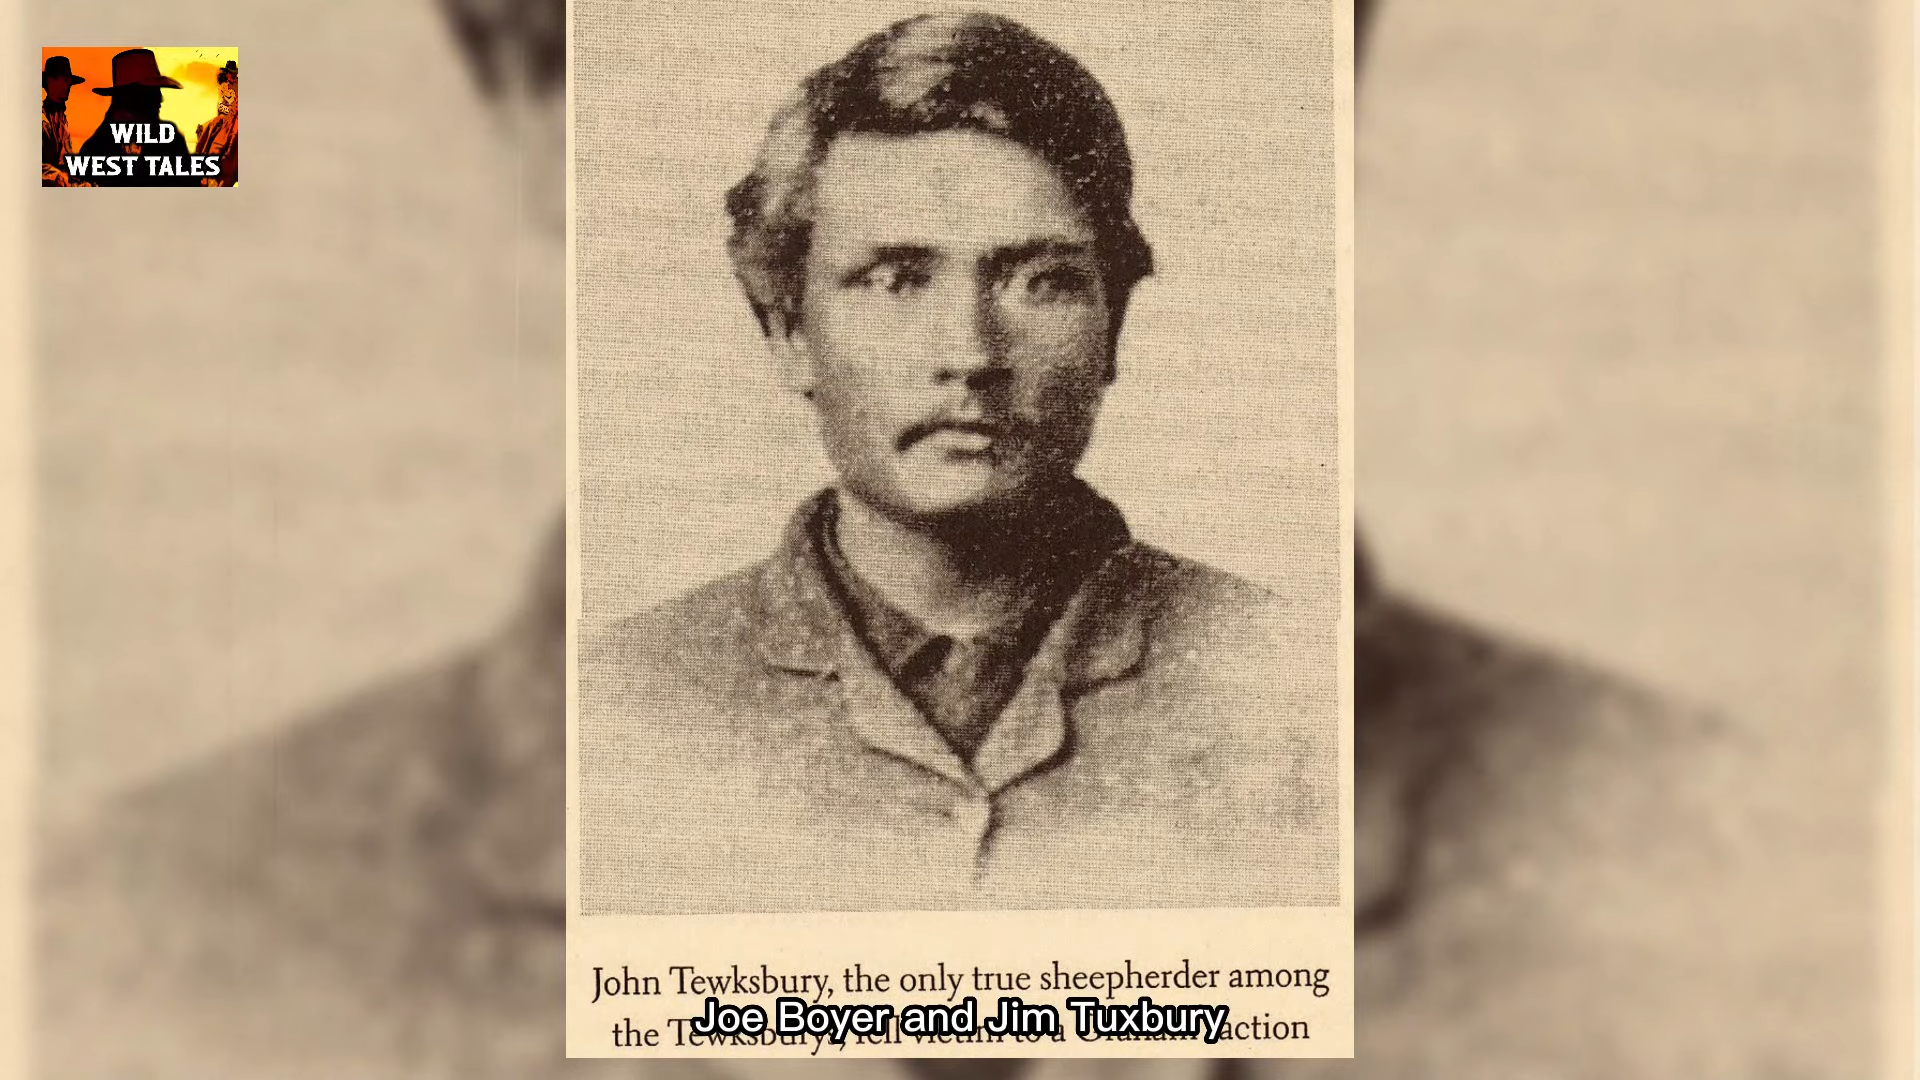 WILD
WEST TALES
John Tewksbury, the only true sheepherder among
the
Joe Boyer and Jim Tuxbury
action